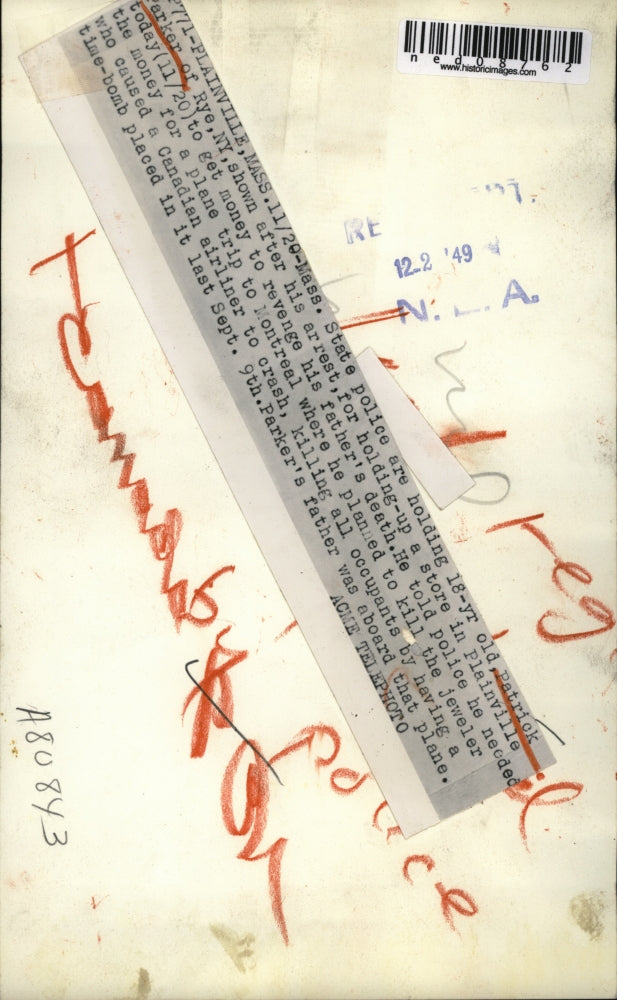 ned08762
www.historicimages.com
2771-PLAINVILLE,MASS.11/20-Mass. State police are holding 18-yr old,Patrick
Parker of Rye,NY,shown after his arrest,for holding-up a store in Plainville
today(11/20)to get money to revenge his father's death.He told police he needed
the money for a plane trip to Montreal where he planned to kill the jeweler
who caused a Canadian airliner to crash, killing all occupants by having a
time-bomb placed in it last Sept. 9th.Parker's father was aboard that plane.
ACME TELEPHOTO
12-2 '49
N. E. A.
Police
A80843